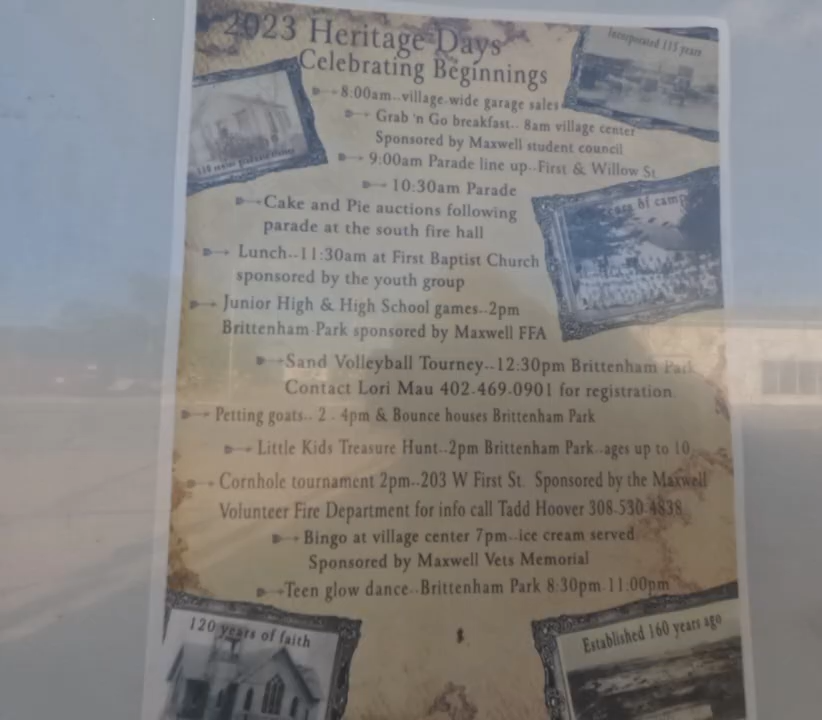 2023 Heritage Days
Celebrating Beginnings
Incorporated 115 years
8:00am..village-wide garage sales
Grab 'n Go breakfast.. 8am village center
Sponsored by Maxwell student council
9:00am Parade line up..First & Willow St.
10:30am Parade
years of camp
Cake and Pie auctions following
parade at the south fire hall
Lunch..11:30am at First Baptist Church
sponsored by the youth group
Junior High & High School games..2pm
Brittenham Park sponsored by Maxwell FFA
Sand Volleyball Tourney..12:30pm Brittenham Park
Contact Lori Mau 402-469-0901 for registration
Petting goats.. 2 - 4pm & Bounce houses Brittenham Park
Little Kids Treasure Hunt..2pm Brittenham Park..ages up to 10
Cornhole tournament 2pm..203 W First St. Sponsored by the Maxwell
Volunteer Fire Department for info call Tadd Hoover 308-530-4838
Bingo at village center 7pm..ice cream served
Sponsored by Maxwell Vets Memorial
Teen glow dance..Brittenham Park 8:30pm-11:00pm
120 years of faith
Established 160 years ago